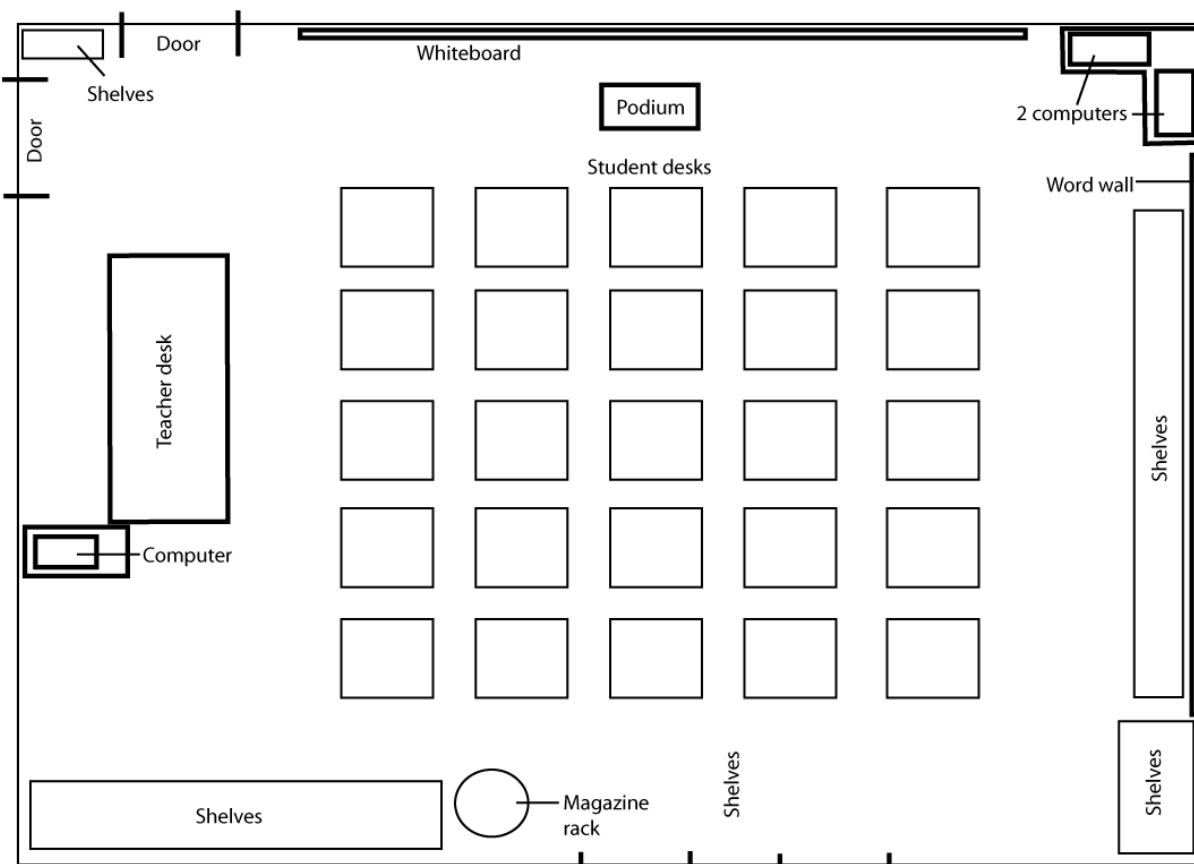 Door
Whiteboard
Shelves
Door
Podium
2 computers
Student desks
Word wall
Teacher desk
Shelves
Computer
Shelves
Magazine
rack
Shelves
Shelves